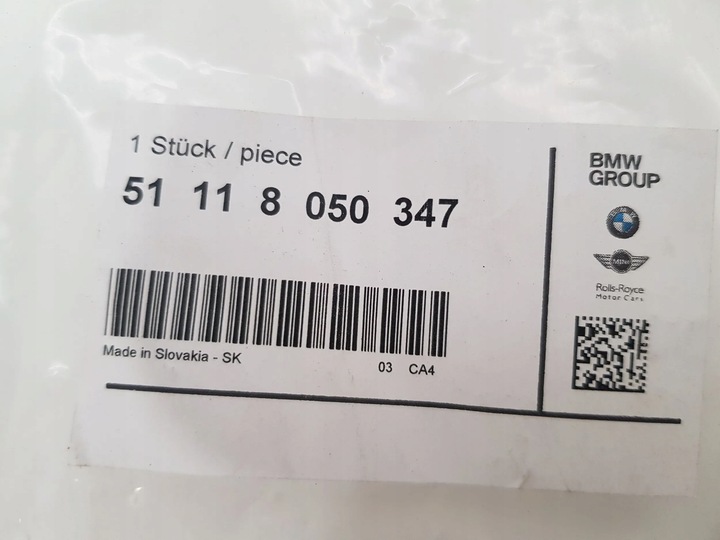 1 Stück / piece
51 11 8 050 347
Made in Slovakia - SK
03 CA4
BMW
GROUP
MINI
Rolls-Royce
Motor Cars